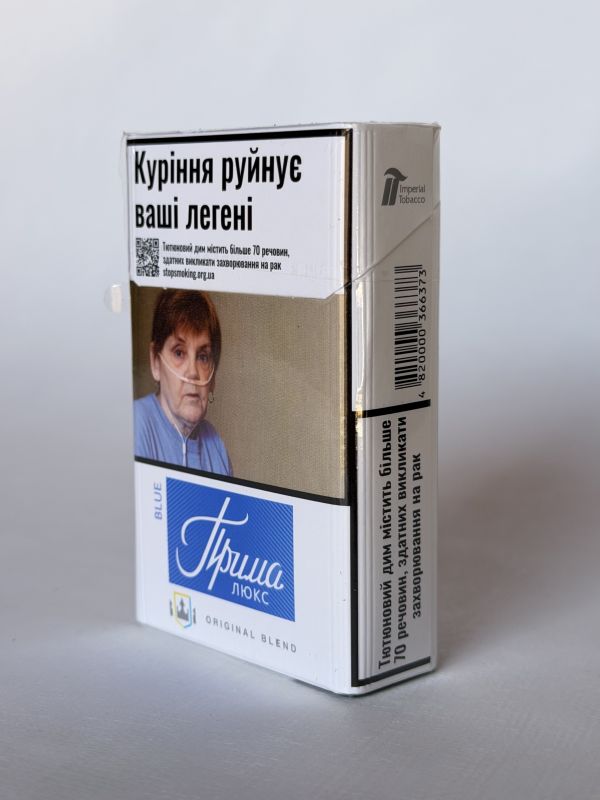 Куріння руйнує
ваші легені
Тютюновий дим містить більше 70 речовин,
здатних викликати захворювання на рак
stopsmoking.org.ua
BLUE
Прима
ЛЮКС
ORIGINAL BLEND
Imperial
Tobacco
4 820000 366373
Тютюновий дим містить більше
70 речовин, здатних викликати
захворювання на рак